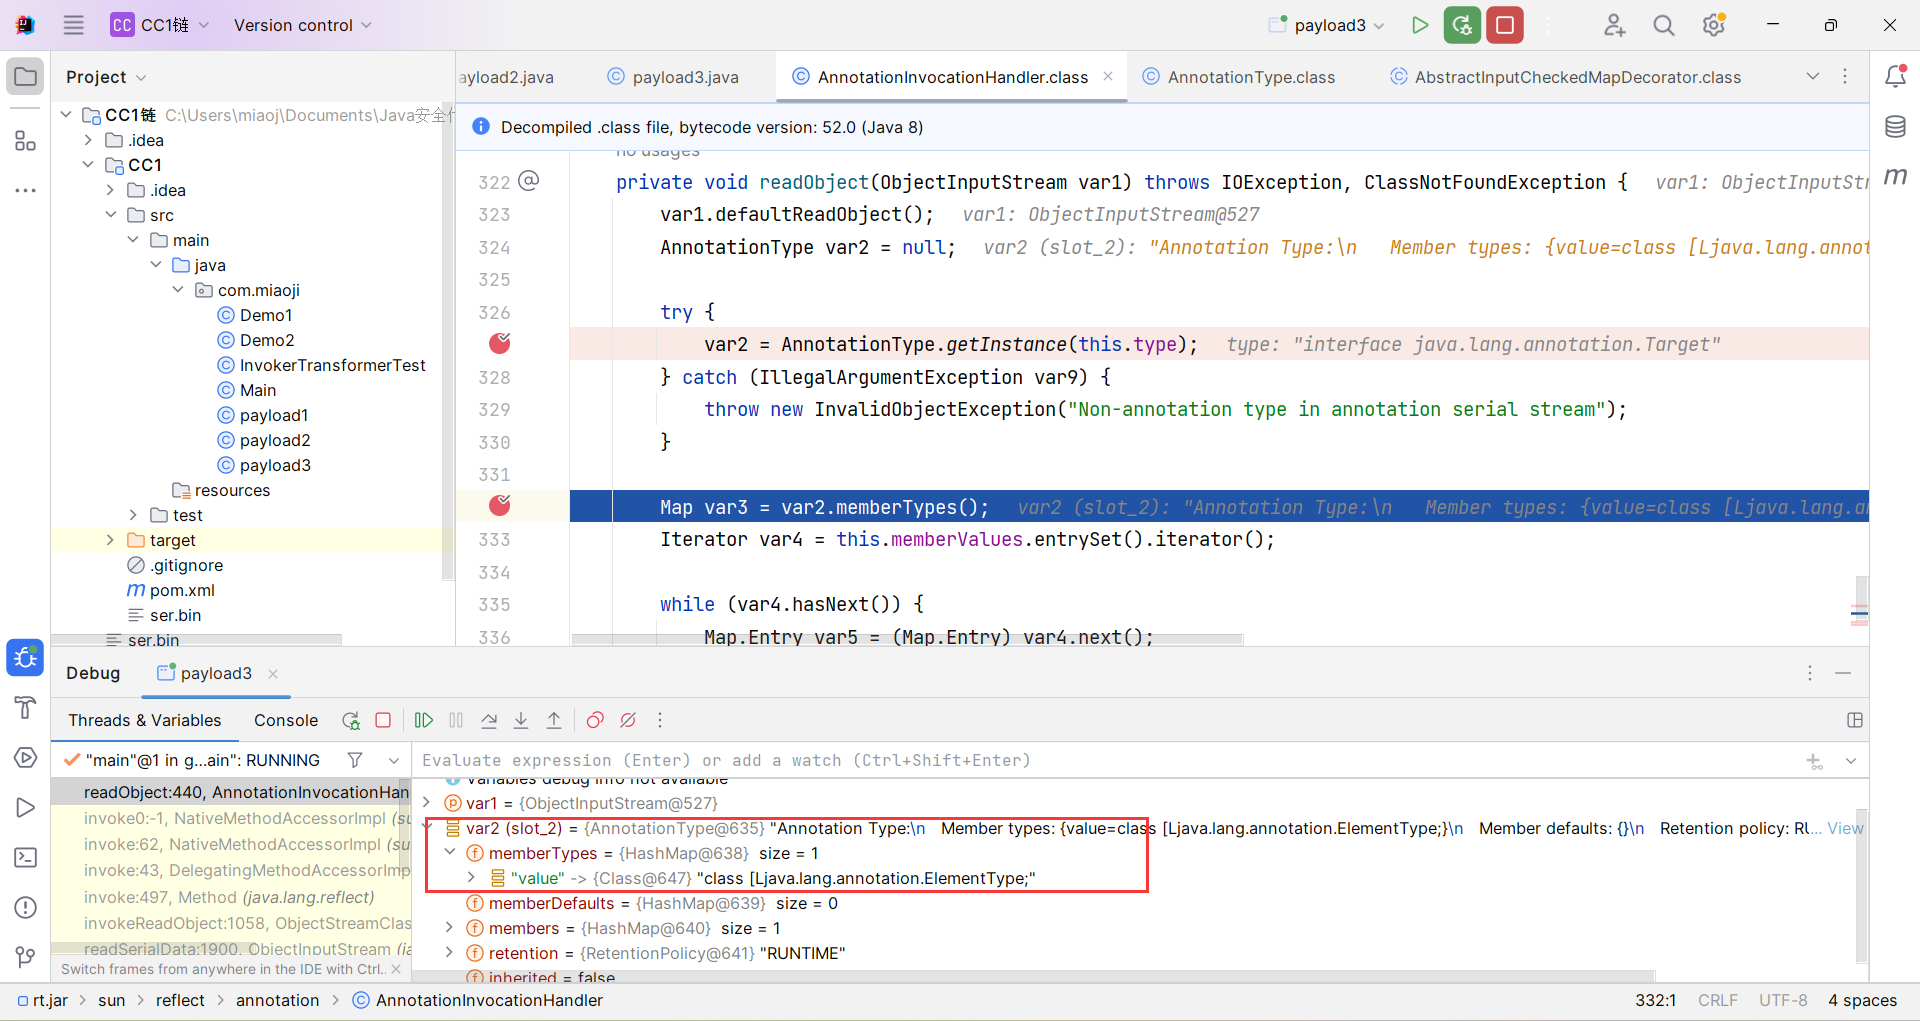 CC CC1链 Version control payload3
Project
ayload2.java payload3.java AnnotationInvocationHandler.class AnnotationType.class AbstractInputCheckedMapDecorator.class
CC1链 C:\Users\miaoj\Documents\Java安全
.idea
CC1
.idea
src
main
java
com.miaoji
Demo1
Demo2
InvokerTransformerTest
Main
payload1
payload2
payload3
resources
test
target
.gitignore
pom.xml
ser.bin
ser.bin
Decompiled .class file, bytecode version: 52.0 (Java 8)
no usages
322 private void readObject(ObjectInputStream var1) throws IOException, ClassNotFoundException { var1: ObjectInputStr
323 var1.defaultReadObject(); var1: ObjectInputStream@527
324 AnnotationType var2 = null; var2 (slot_2): "Annotation Type:\n Member types: {value=class [Ljava.lang.annot
325
326 try {
var2 = AnnotationType.getInstance(this.type); type: "interface java.lang.annotation.Target"
328 } catch (IllegalArgumentException var9) {
329 throw new InvalidObjectException("Non-annotation type in annotation serial stream");
330 }
331
Map var3 = var2.memberTypes(); var2 (slot_2): "Annotation Type:\n Member types: {value=class [Ljava.lang.a
333 Iterator var4 = this.memberValues.entrySet().iterator();
334
335 while (var4.hasNext()) {
336 Map.Entry var5 = (Map.Entry) var4.next();
Debug payload3
Threads & Variables Console
"main"@1 in g...ain": RUNNING
Evaluate expression (Enter) or add a watch (Ctrl+Shift+Enter)
readObject:440, AnnotationInvocationHan
invoke0:-1, NativeMethodAccessorImpl (su
invoke:62, NativeMethodAccessorImpl (su
invoke:43, DelegatingMethodAccessorImp
invoke:497, Method (java.lang.reflect)
invokeReadObject:1058, ObjectStreamClas
readSerialData:1900, ObjectInputStream (ja
Switch frames from anywhere in the IDE with Ctrl..
Variables debug info not available
var1 = {ObjectInputStream@527}
var2 (slot_2) = {AnnotationType@635} "Annotation Type:\n Member types: {value=class [Ljava.lang.annotation.ElementType;}\n Member defaults: {}\n Retention policy: RU... View
memberTypes = {HashMap@638} size = 1
"value" -> {Class@647} "class [Ljava.lang.annotation.ElementType;"
memberDefaults = {HashMap@639} size = 0
members = {HashMap@640} size = 1
retention = {RetentionPolicy@641} "RUNTIME"
inherited = false
rt.jar > sun > reflect > annotation > AnnotationInvocationHandler
332:1 CRLF UTF-8 4 spaces